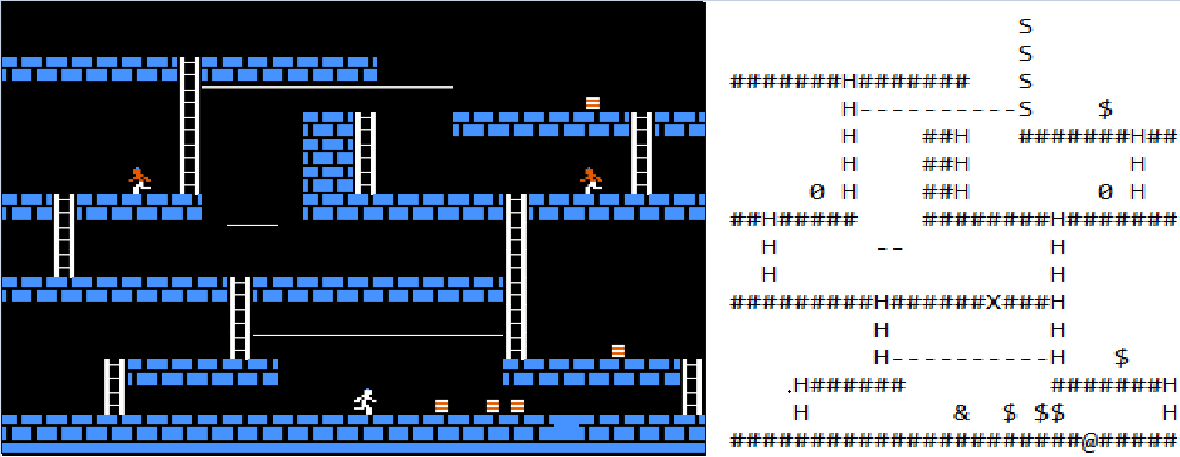 S
                  S
#######H#######   S
       H----------S    $
       H    ##H   #######H##
       H    ##H          H
     0 H    ##H        0 H
##H#####    ########H#######
  H      --         H
  H                 H
#########H######X###H
         H          H
         H----------H   $
   .H######         #######H
    H         &  $ $$      H
######################@#####